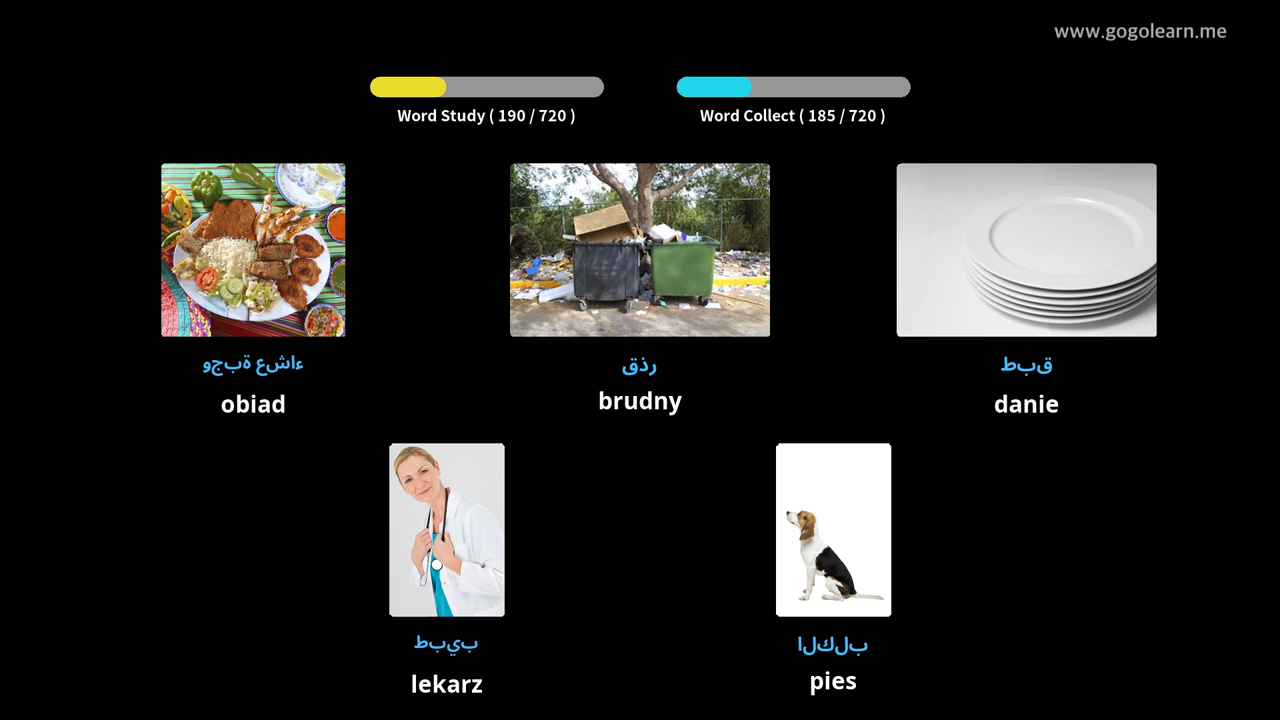 www.gogolearn.me
Word Study ( 190 / 720 )
Word Collect ( 185 / 720 )
وجبة عشاء
قذر
طبق
obiad
brudny
danie
طبيب
الكلب
lekarz
pies